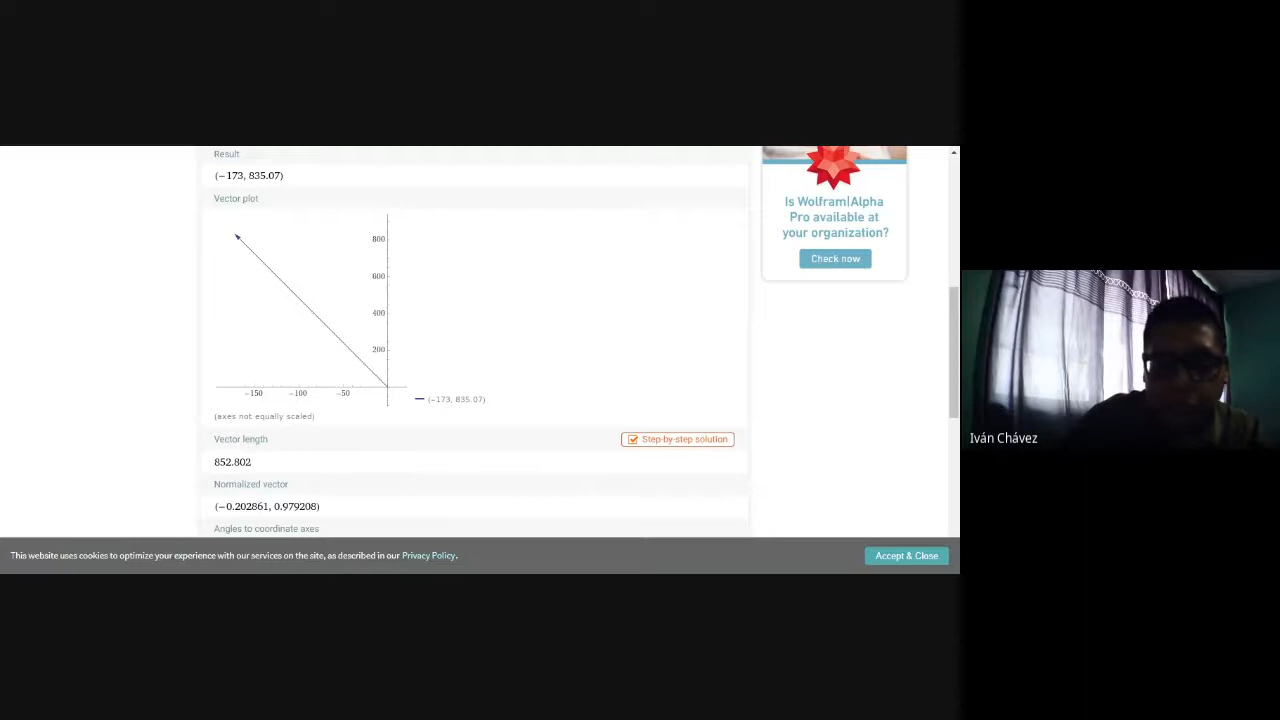 Result
(−173, 835.07)
Vector plot
800
600
400
200
−150
−100
−50
(−173, 835.07)
(axes not equally scaled)
Vector length
Step-by-step solution
852.802
Normalized vector
(−0.202861, 0.979208)
Angles to coordinate axes
Is Wolfram|Alpha
Pro available at
your organization?
Check now
This website uses cookies to optimize your experience with our services on the site, as described in our Privacy Policy.
Accept & Close
Iván Chávez